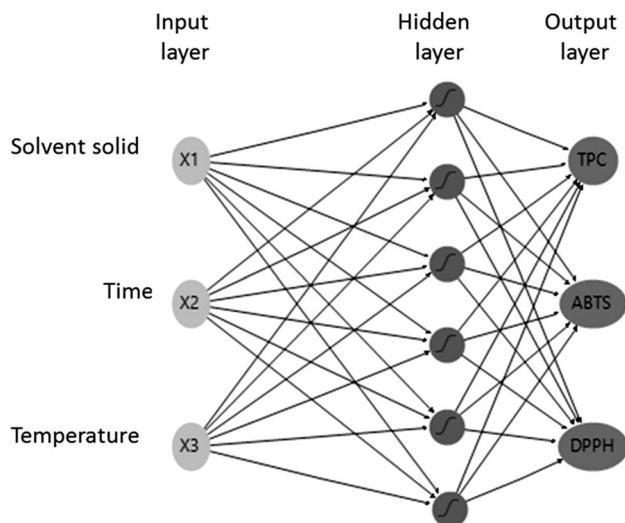 Input
layer
Hidden
layer
Output
layer
Solvent solid
X1
TPC
Time
X2
ABTS
Temperature
X3
DPPH